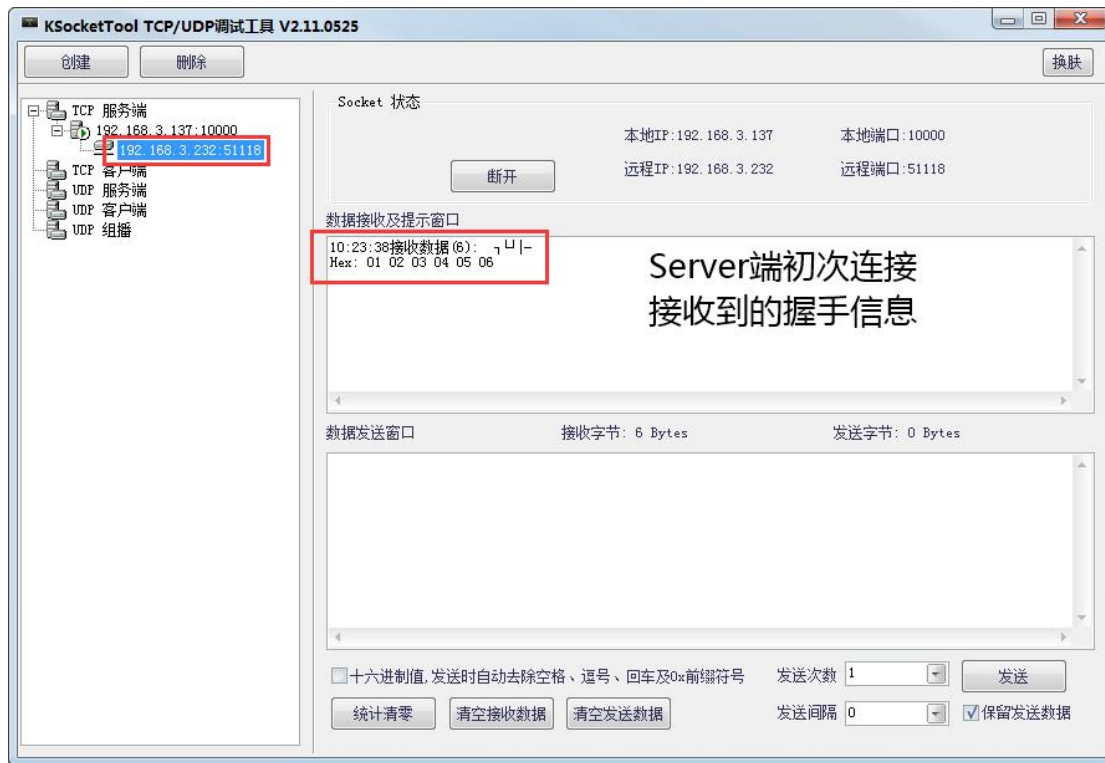 KSocketTool TCP/UDP调试工具 V2.11.0525
创建 删除 换肤
TCP 服务端
192.168.3.137:10000
192.168.3.232:51118
TCP 客户端
UDP 服务端
UDP 客户端
UDP 组播
Socket 状态
本地IP:192.168.3.137 本地端口:10000
断开 远程IP:192.168.3.232 远程端口:51118
数据接收及提示窗口
10:23:38接收数据(6): ┐┘├-
Hex: 01 02 03 04 05 06
Server端初次连接
接收到的握手信息
数据发送窗口 接收字节: 6 Bytes 发送字节: 0 Bytes
十六进制值,发送时自动去除空格、逗号、回车及0x前缀符号 发送次数 1 发送
统计清零 清空接收数据 清空发送数据 发送间隔 0 保留发送数据